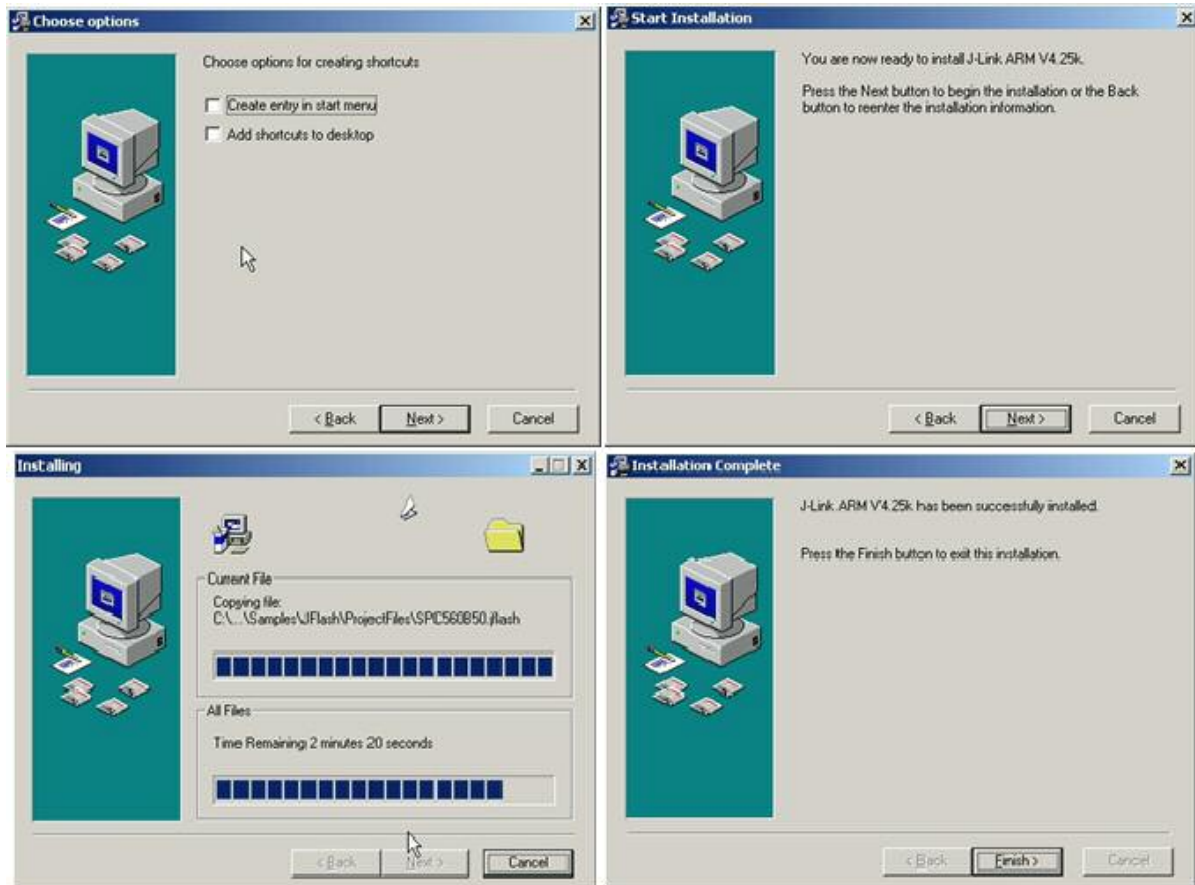 Choose options
Choose options for creating shortcuts
Create entry in start menu
Add shortcuts to desktop
< Back
Next >
Cancel
Start Installation
You are now ready to install J-Link ARM V4.25k.
Press the Next button to begin the installation or the Back
button to reenter the installation information.
< Back
Next >
Cancel
Installing
Current File
Copying file:
C:\...\Samples\JFlash\ProjectFiles\SPC560B50.jflash
All Files
Time Remaining: 2 minutes 20 seconds
< Back
Next >
Cancel
Installation Complete
J-Link ARM V4.25k has been successfully installed.
Press the Finish button to exit this installation.
< Back
Finish >
Cancel